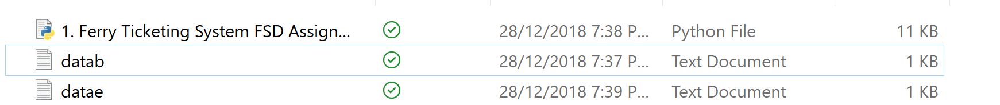 1. Ferry Ticketing System FSD Assign... 28/12/2018 7:38 P... Python File 11 KB
datab 28/12/2018 7:37 P... Text Document 1 KB
datae 28/12/2018 7:39 P... Text Document 1 KB